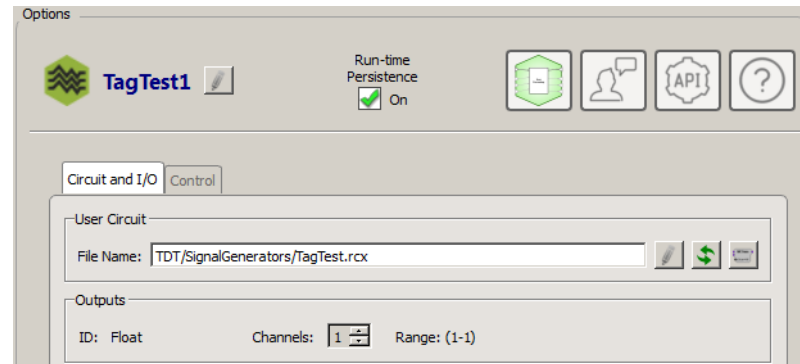 Options
TagTest1
Run-time
Persistence
On
API
?
Circuit and I/O
Control
User Circuit
File Name: TDT/SignalGenerators/TagTest.rcx
Outputs
ID: Float Channels: 1 Range: (1-1)